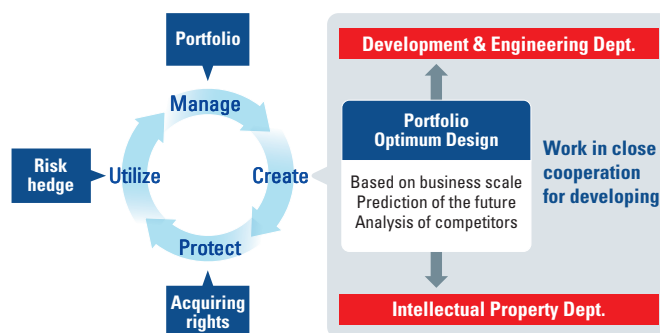 Portfolio
Manage
Risk
hedge
Utilize
Create
Protect
Acquiring
rights
Development & Engineering Dept.
Portfolio
Optimum Design
Based on business scale
Prediction of the future
Analysis of competitors
Work in close
cooperation
for developing
Intellectual Property Dept.